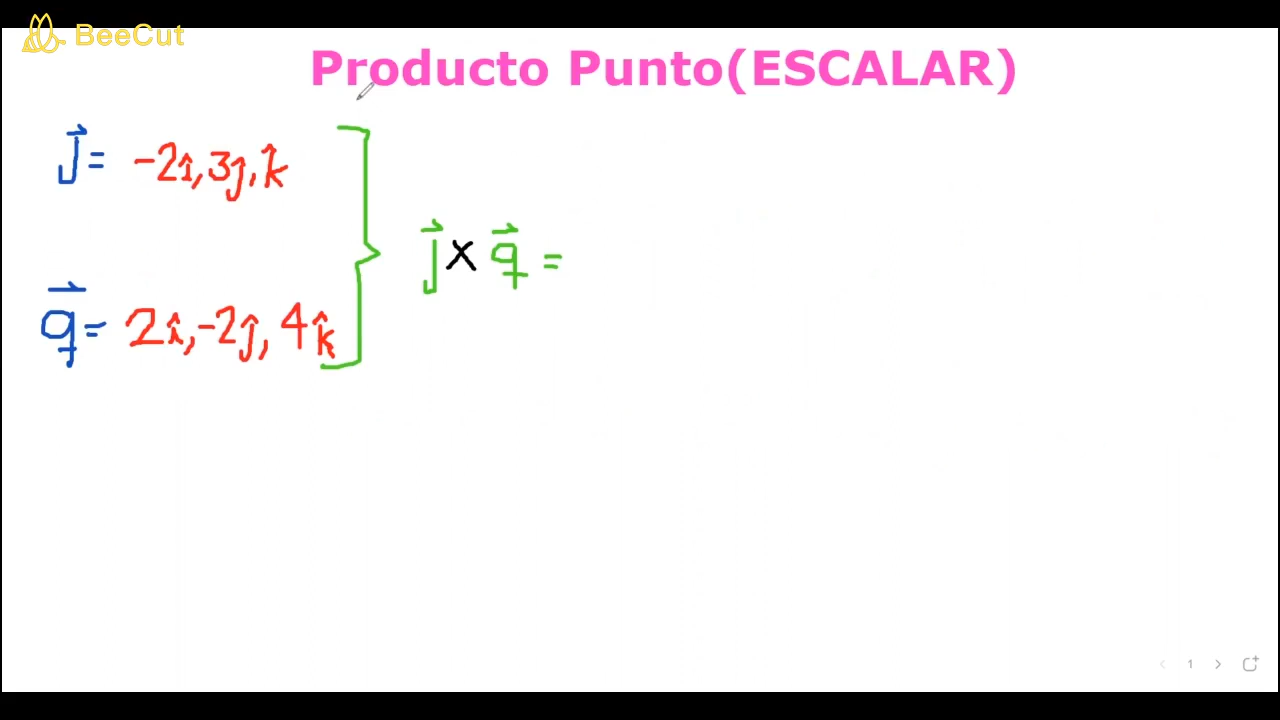 BeeCut
Producto Punto(ESCALAR)
J⃗ = -2î, 3ĵ, k̂
q⃗ = 2î, -2ĵ, 4k̂
J⃗ x q⃗ =
1